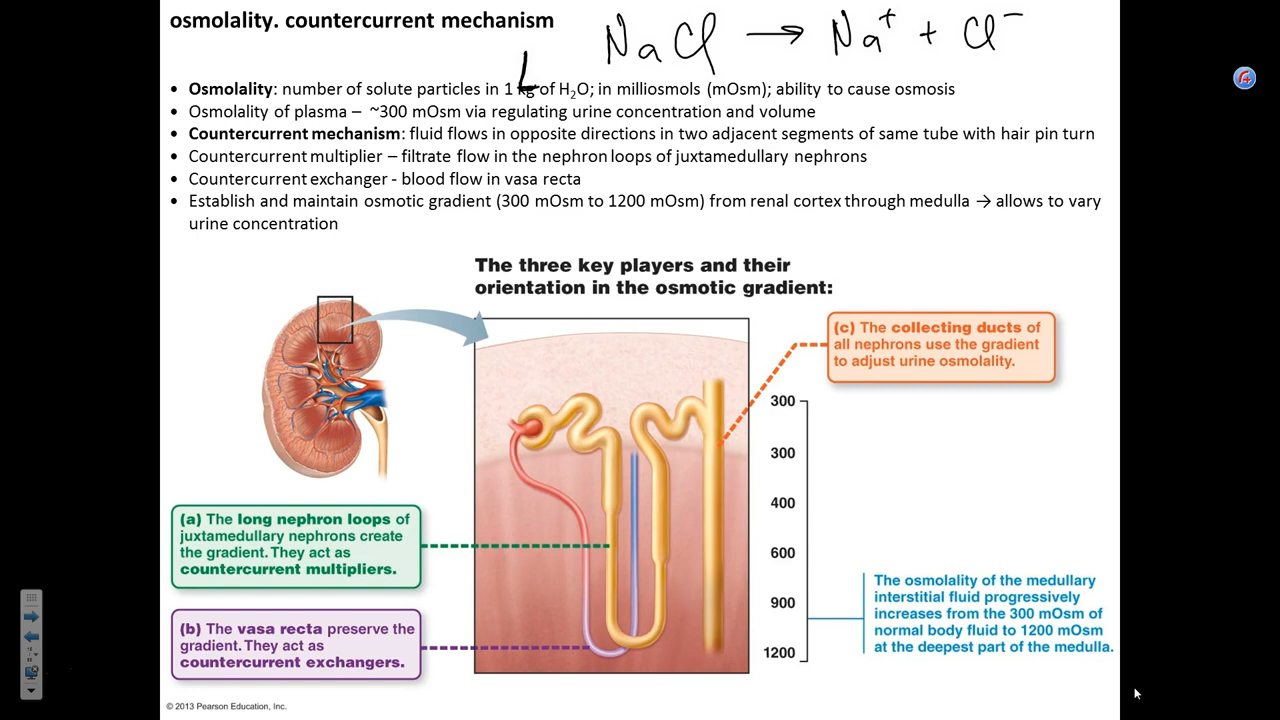 osmolality. countercurrent mechanism
NaCl → Na⁺ + Cl⁻
L
• Osmolality: number of solute particles in 1 kg of H₂O; in milliosmols (mOsm); ability to cause osmosis
• Osmolality of plasma – ~300 mOsm via regulating urine concentration and volume
• Countercurrent mechanism: fluid flows in opposite directions in two adjacent segments of same tube with hair pin turn
• Countercurrent multiplier – filtrate flow in the nephron loops of juxtamedullary nephrons
• Countercurrent exchanger - blood flow in vasa recta
• Establish and maintain osmotic gradient (300 mOsm to 1200 mOsm) from renal cortex through medulla → allows to vary
urine concentration
The three key players and their
orientation in the osmotic gradient:
(c) The collecting ducts of
all nephrons use the gradient
to adjust urine osmolality.
300
300
400
600
900
1200
(a) The long nephron loops of
juxtamedullary nephrons create
the gradient. They act as
countercurrent multipliers.
(b) The vasa recta preserve the
gradient. They act as
countercurrent exchangers.
The osmolality of the medullary
interstitial fluid progressively
increases from the 300 mOsm of
normal body fluid to 1200 mOsm
at the deepest part of the medulla.
© 2013 Pearson Education, Inc.